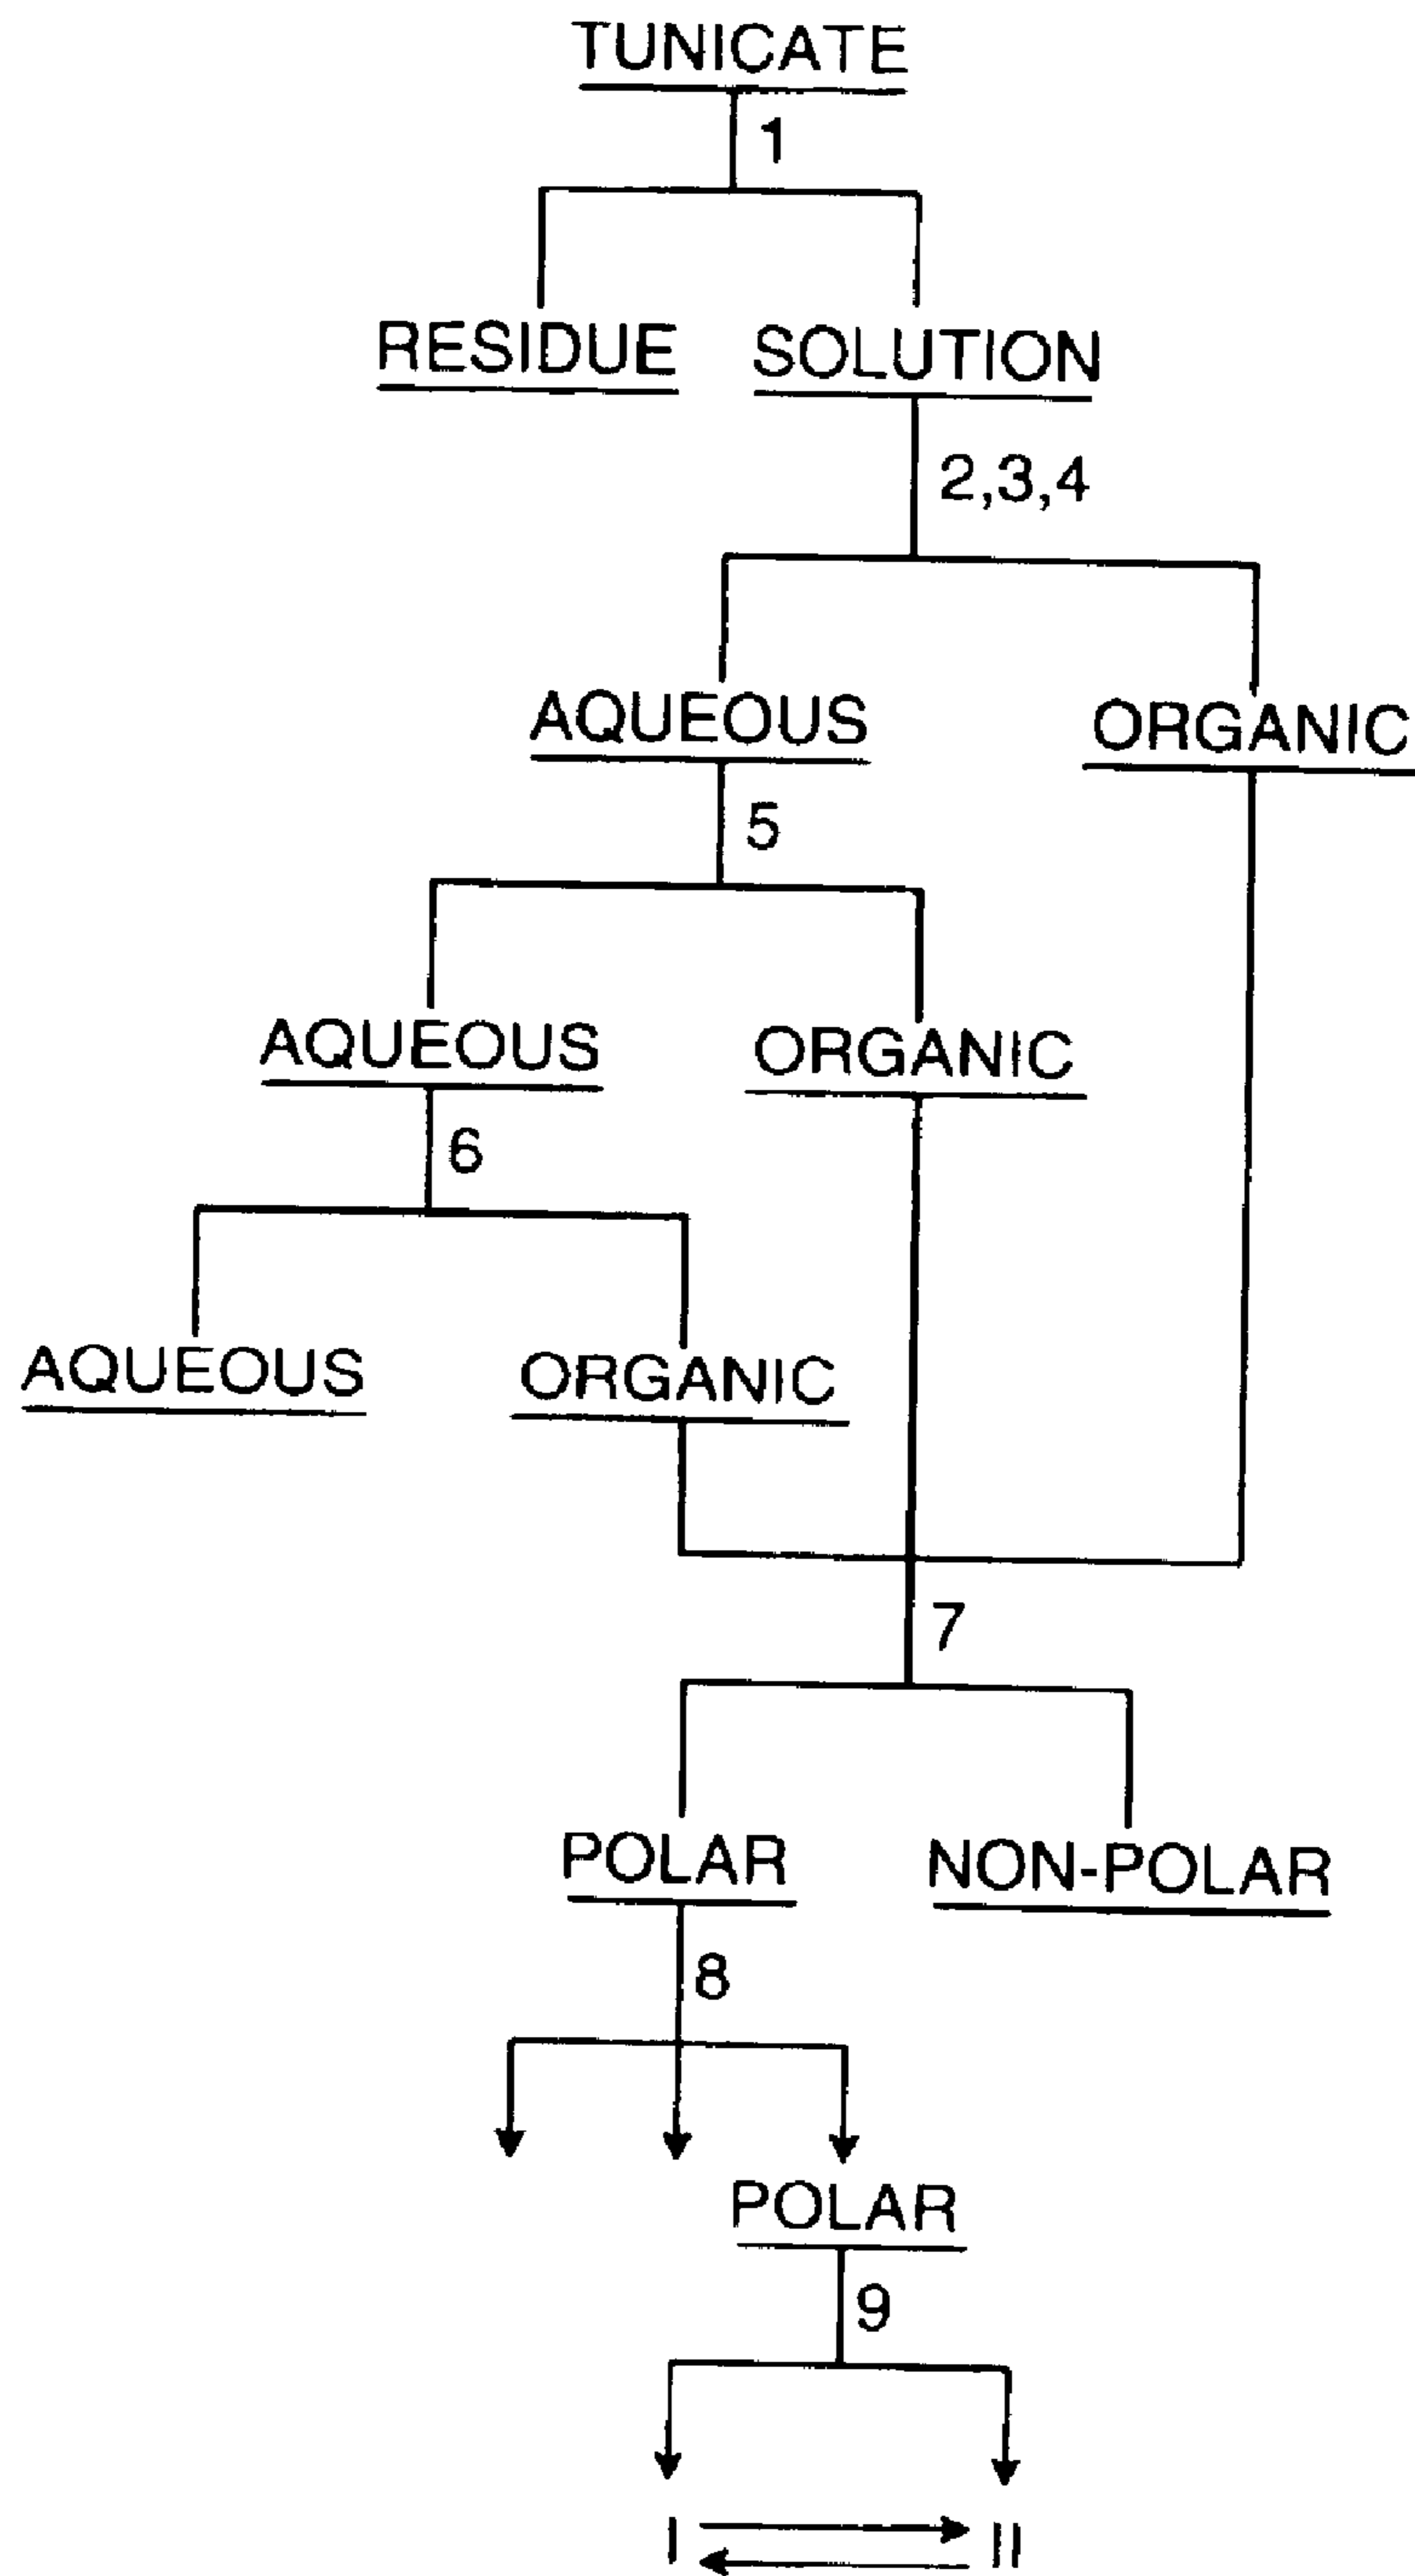 TUNICATE
1
RESIDUE SOLUTION
2,3,4
AQUEOUS ORGANIC
5
AQUEOUS ORGANIC
6
AQUEOUS ORGANIC
7
POLAR NON-POLAR
8
POLAR
9
I II